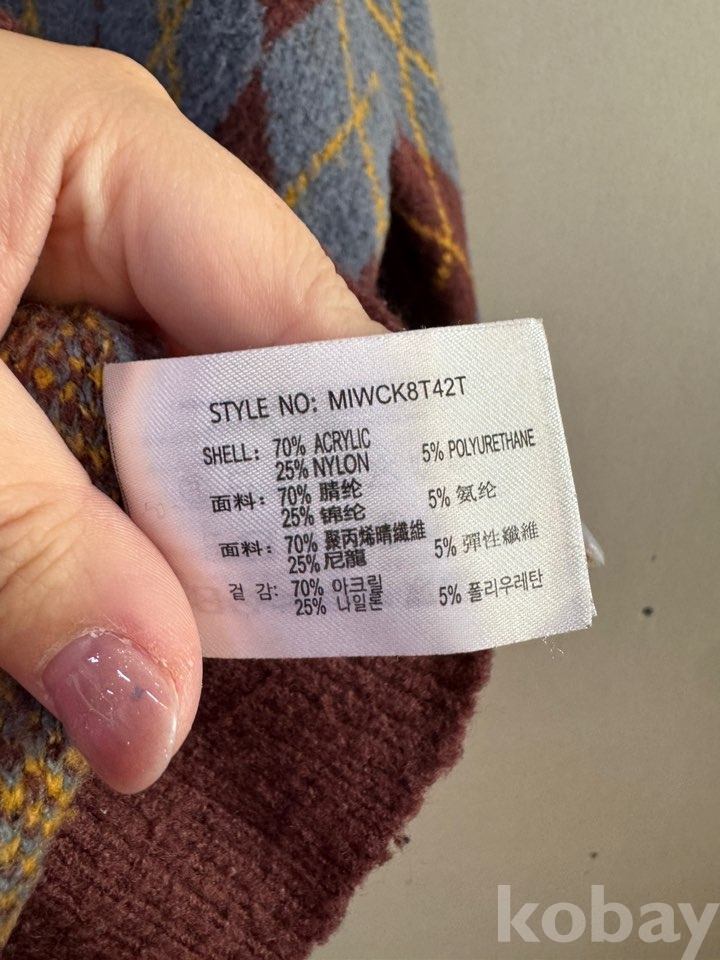 STYLE NO: MIWCK8T42T
SHELL: 70% ACRYLIC 5% POLYURETHANE
25% NYLON
面料: 70% 腈纶 5% 氨纶
25% 锦纶
面料: 70% 聚丙烯晴纖維 5% 彈性纖維
25% 尼龍
겉 감: 70% 아크릴 5% 폴리우레탄
25% 나일론
kobay